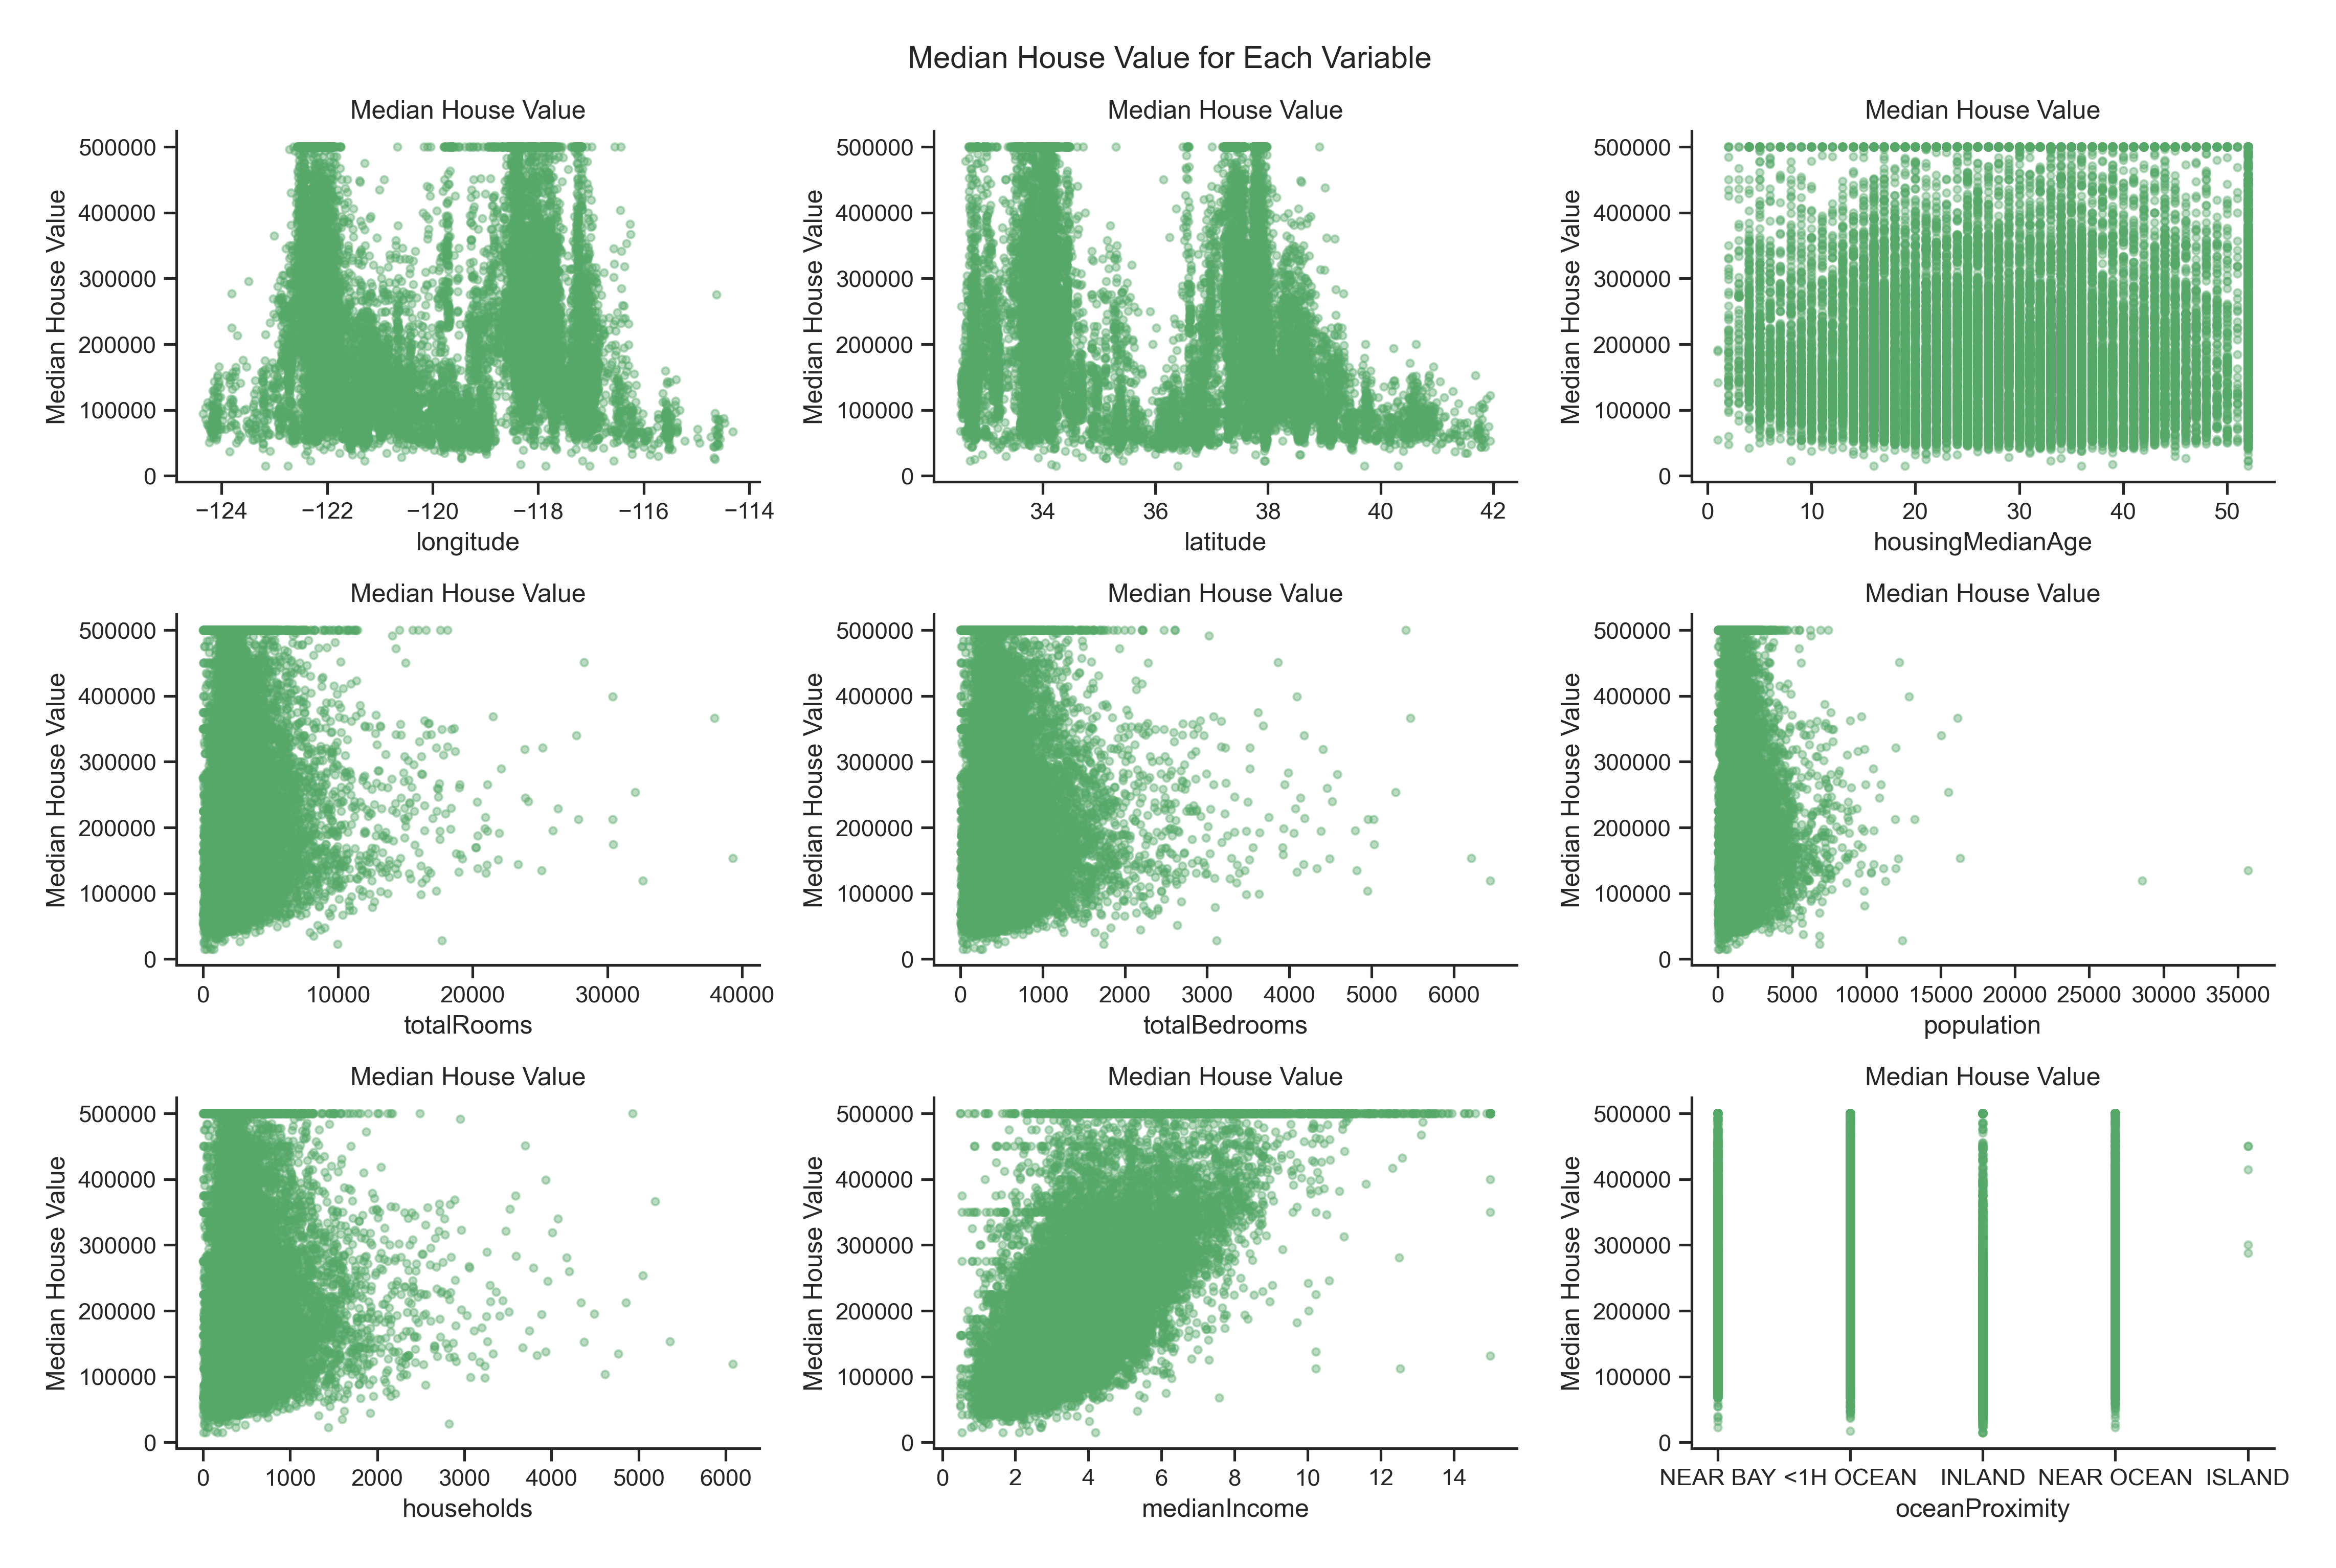 Median House Value for Each Variable
Median House Value
Median House Value
Median House Value
Median House Value
500000
400000
300000
200000
100000
0
−124 −122 −120 −118 −116 −114
longitude
Median House Value
500000
400000
300000
200000
100000
0
34 36 38 40 42
latitude
Median House Value
500000
400000
300000
200000
100000
0
0 10 20 30 40 50
housingMedianAge
Median House Value
Median House Value
Median House Value
Median House Value
500000
400000
300000
200000
100000
0
0 10000 20000 30000 40000
totalRooms
Median House Value
500000
400000
300000
200000
100000
0
0 1000 2000 3000 4000 5000 6000
totalBedrooms
Median House Value
500000
400000
300000
200000
100000
0
0 5000 10000 15000 20000 25000 30000 35000
population
Median House Value
Median House Value
Median House Value
Median House Value
500000
400000
300000
200000
100000
0
0 1000 2000 3000 4000 5000 6000
households
Median House Value
500000
400000
300000
200000
100000
0
0 2 4 6 8 10 12 14
medianIncome
Median House Value
500000
400000
300000
200000
100000
0
NEAR BAY <1H OCEAN INLAND NEAR OCEAN ISLAND
oceanProximity